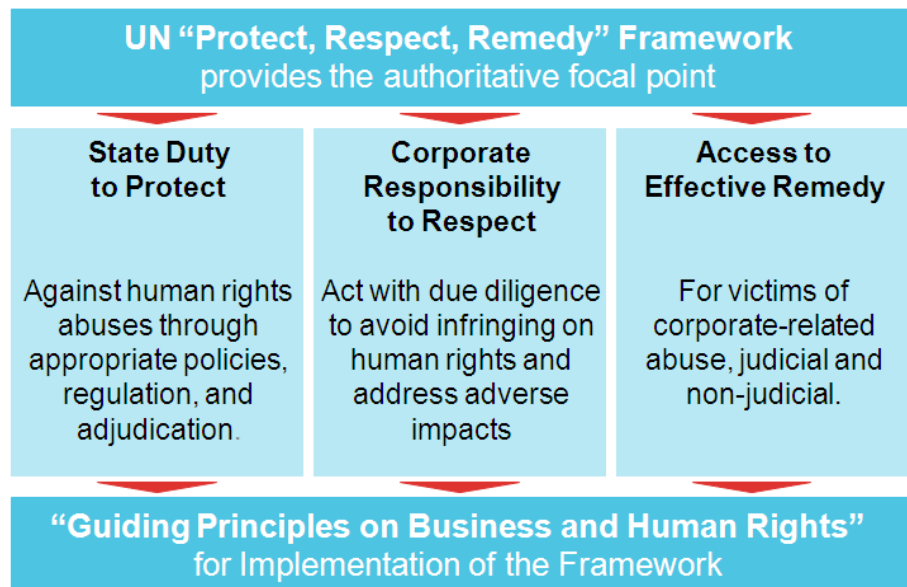 UN “Protect, Respect, Remedy” Framework
provides the authoritative focal point
State Duty
to Protect
Against human rights
abuses through
appropriate policies,
regulation, and
adjudication.
Corporate
Responsibility
to Respect
Act with due diligence
to avoid infringing on
human rights and
address adverse
impacts
Access to
Effective Remedy
For victims of
corporate-related
abuse, judicial and
non-judicial.
“Guiding Principles on Business and Human Rights”
for Implementation of the Framework